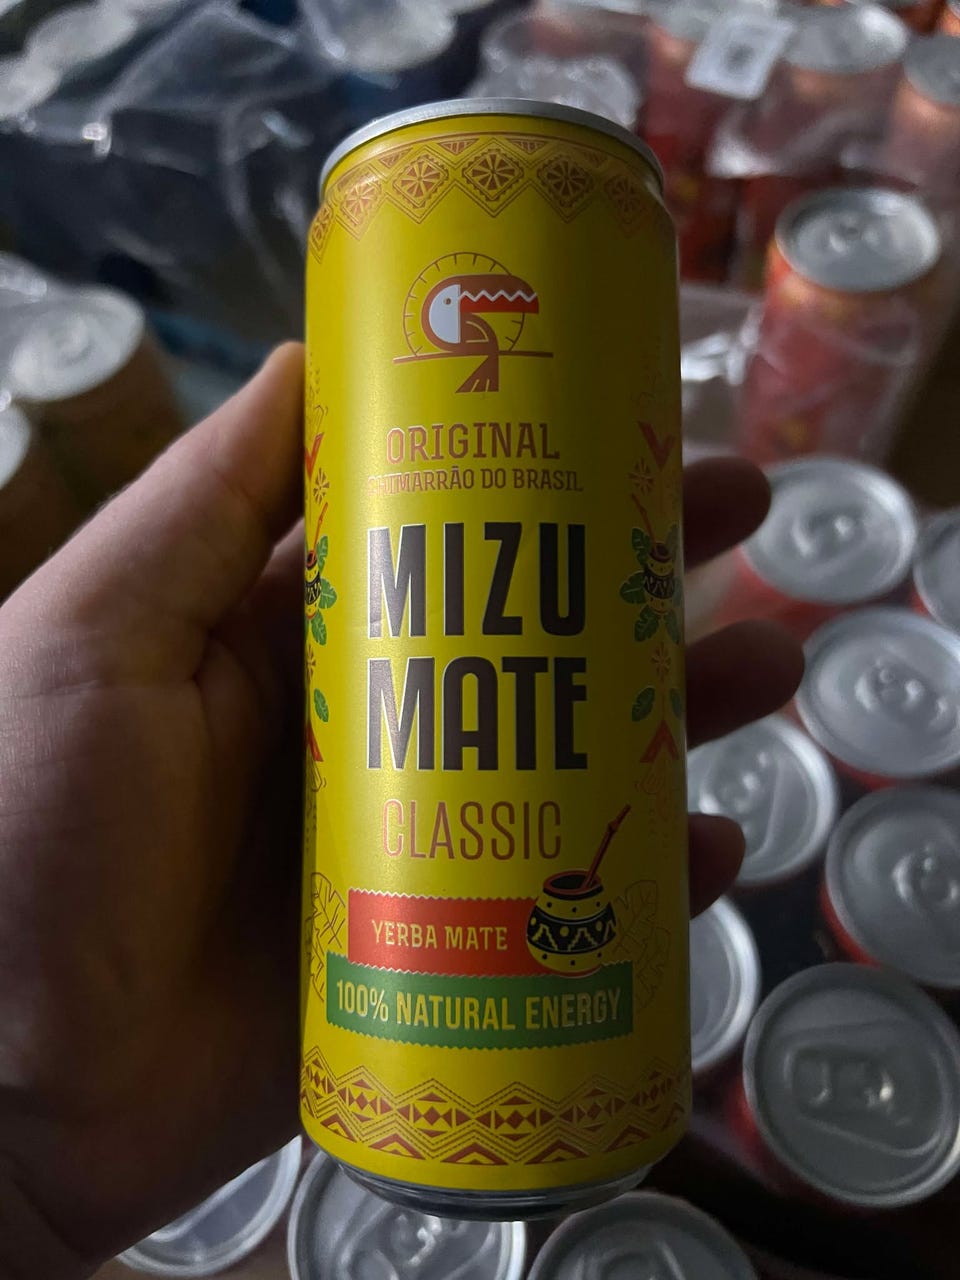 ORIGINAL
CHIMARRÃO DO BRASIL
MIZU
MATE
CLASSIC
YERBA MATE
100% NATURAL ENERGY